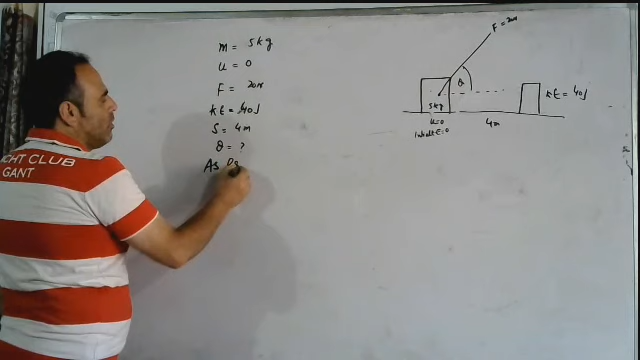 m = 5kg
u = 0
F = 20N
KE = 40J
S = 4m
θ = ?
As
F = 20N
θ
5kg
u=0
Initial KE=0
4m
KE = 40J
YACHT CLUB
GANT